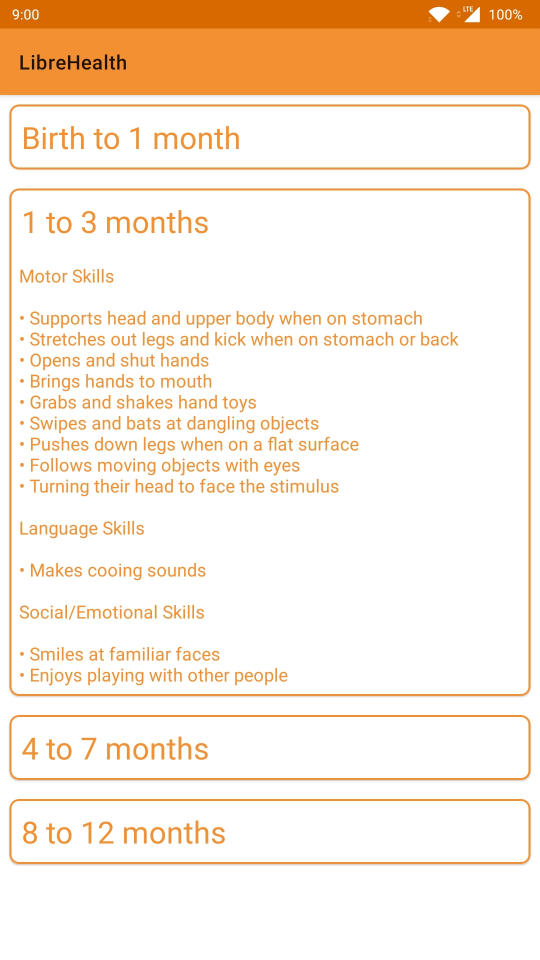 9:00
LTE
100%
LibreHealth
Birth to 1 month
1 to 3 months
Motor Skills
• Supports head and upper body when on stomach
• Stretches out legs and kick when on stomach or back
• Opens and shut hands
• Brings hands to mouth
• Grabs and shakes hand toys
• Swipes and bats at dangling objects
• Pushes down legs when on a flat surface
• Follows moving objects with eyes
• Turning their head to face the stimulus
Language Skills
• Makes cooing sounds
Social/Emotional Skills
• Smiles at familiar faces
• Enjoys playing with other people
4 to 7 months
8 to 12 months